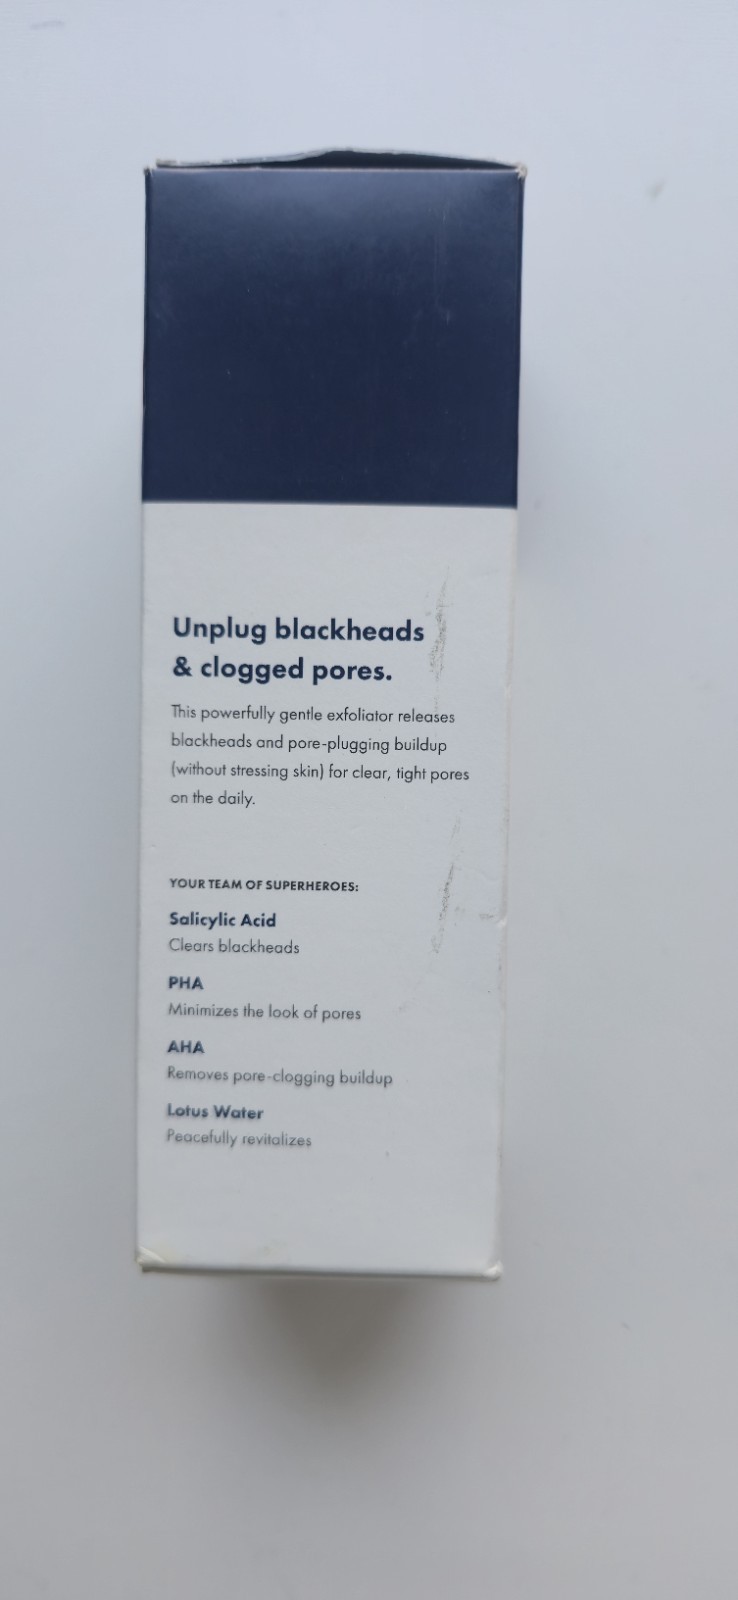 Unplug blackheads
& clogged pores.
This powerfully gentle exfoliator releases
blackheads and pore-plugging buildup
(without stressing skin) for clear, tight pores
on the daily.
YOUR TEAM OF SUPERHEROES:
Salicylic Acid
Clears blackheads
PHA
Minimizes the look of pores
AHA
Removes pore-clogging buildup
Lotus Water
Peacefully revitalizes